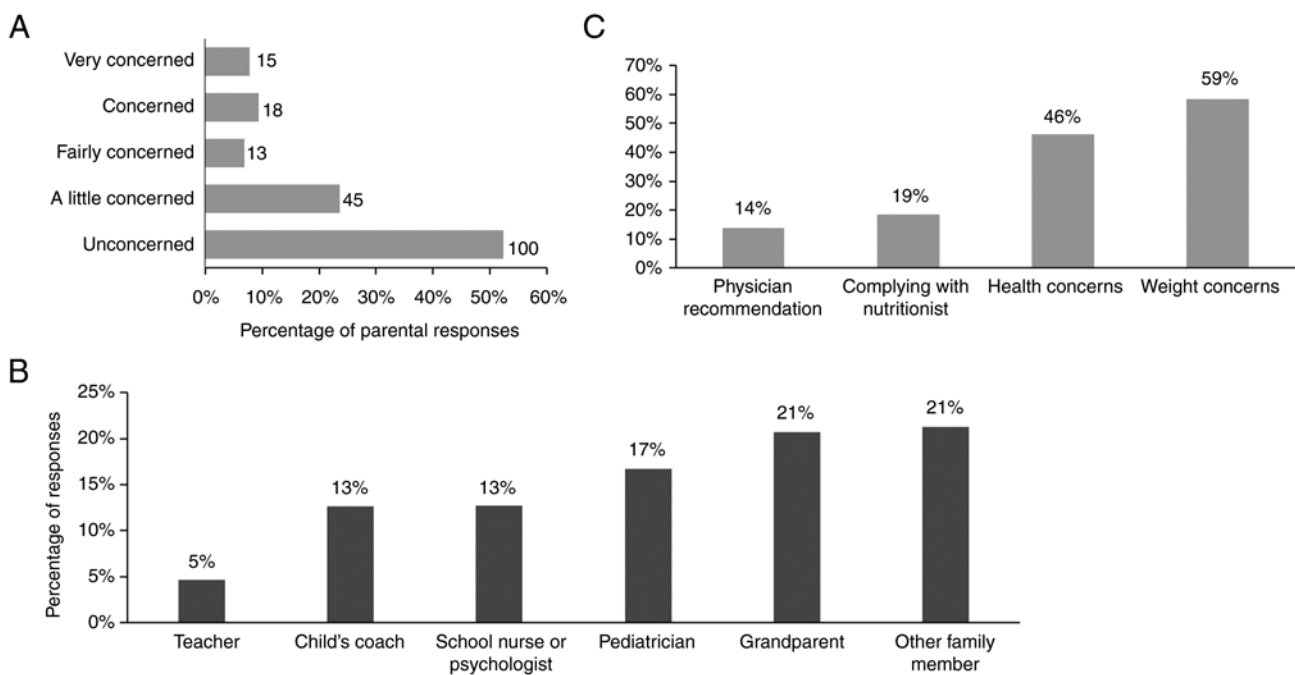 A
Very concerned 15
Concerned 18
Fairly concerned 13
A little concerned 45
Unconcerned 100
0% 10% 20% 30% 40% 50% 60%
Percentage of parental responses
C
70%
60%
50%
40%
30%
20%
10%
0%
14% 19% 46% 59%
Physician Complying with Health concerns Weight concerns
recommendation nutritionist
B
Percentage of responses
25%
20%
15%
10%
5%
0%
5% 13% 13% 17% 21% 21%
Teacher Child's coach School nurse or Pediatrician Grandparent Other family
psychologist member